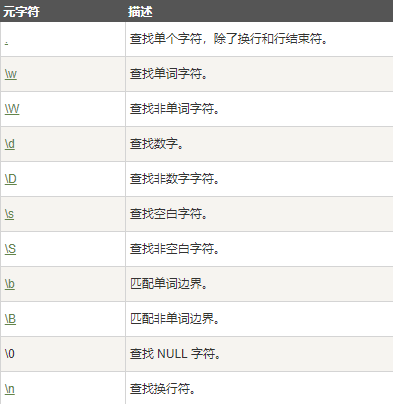 元字符 描述
. 查找单个字符，除了换行和行结束符。
\w 查找单词字符。
\W 查找非单词字符。
\d 查找数字。
\D 查找非数字字符。
\s 查找空白字符。
\S 查找非空白字符。
\b 匹配单词边界。
\B 匹配非单词边界。
\0 查找 NULL 字符。
\n 查找换行符。